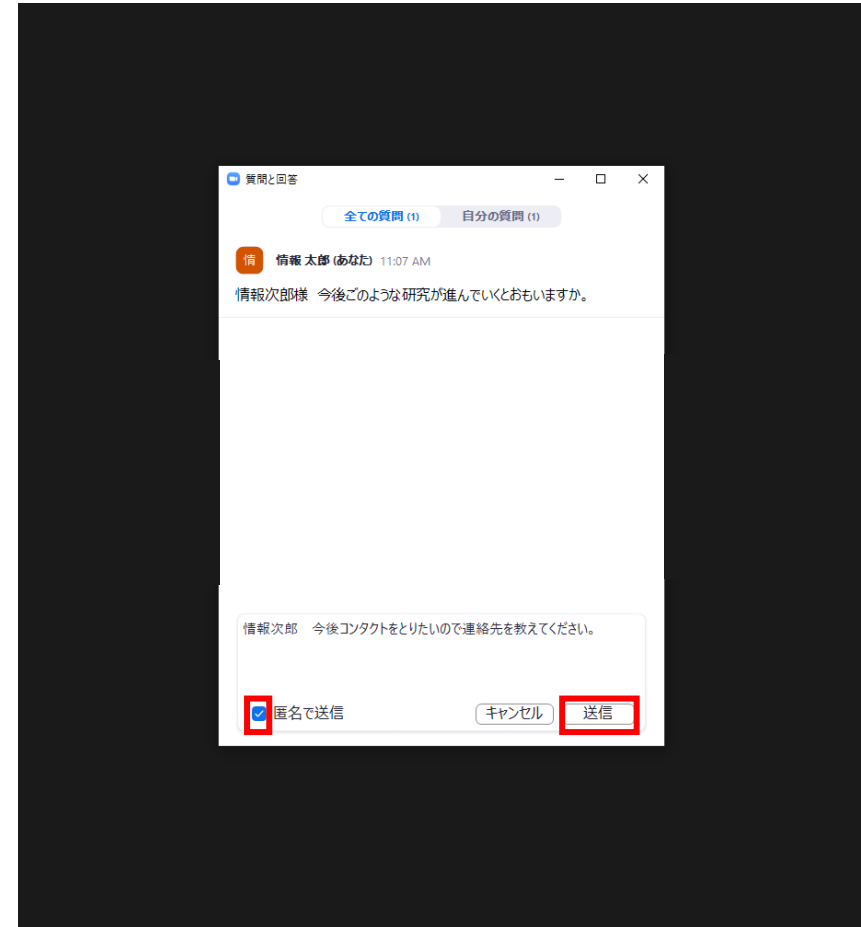 質問と回答
全ての質問 (1) 自分の質問 (1)
情 情報 太郎 (あなた) 11:07 AM
情報次郎様 今後ごのような研究が進んでいくとおもいますか。
情報次郎 今後コンタクトをとりたいので連絡先を教えてください。
匿名で送信 キャンセル 送信